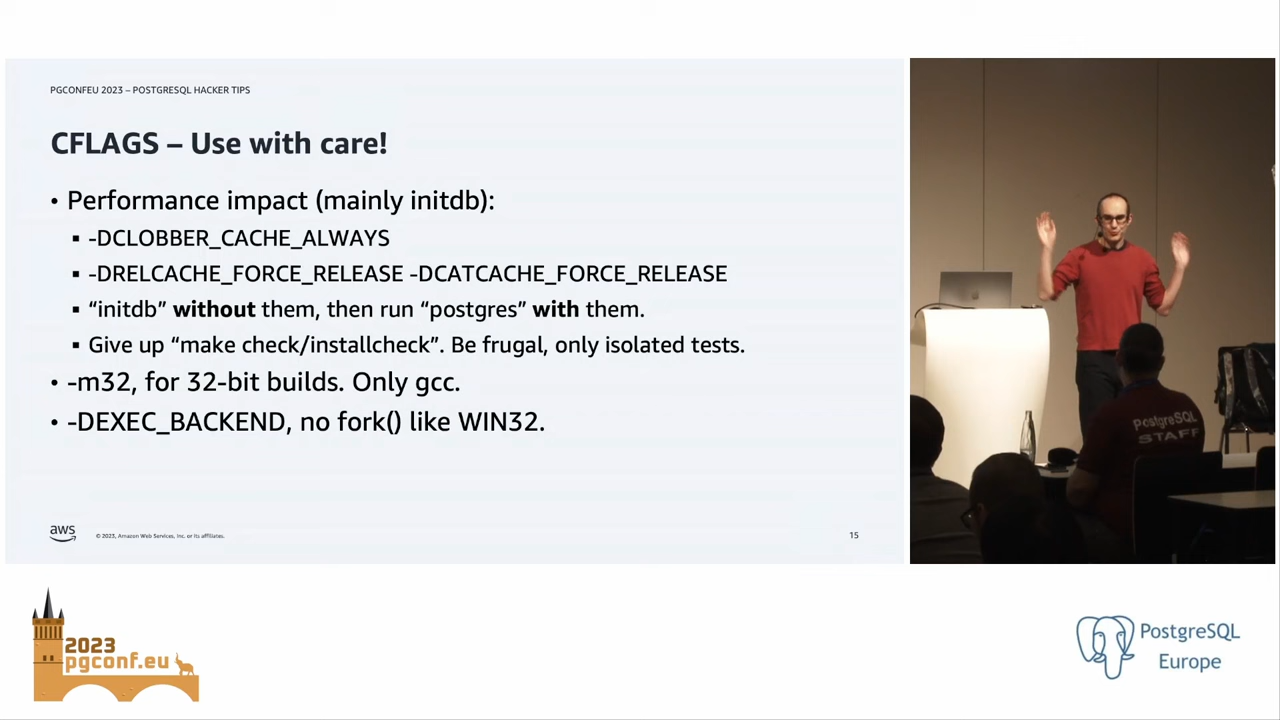 PGCONFEU 2023 – POSTGRESQL HACKER TIPS
CFLAGS – Use with care!
• Performance impact (mainly initdb):
▪ -DCLOBBER_CACHE_ALWAYS
▪ -DRELCACHE_FORCE_RELEASE -DCATCACHE_FORCE_RELEASE
▪ “initdb” without them, then run “postgres” with them.
▪ Give up “make check/installcheck”. Be frugal, only isolated tests.
• -m32, for 32-bit builds. Only gcc.
• -DEXEC_BACKEND, no fork() like WIN32.
aws
© 2023, Amazon Web Services, Inc. or its affiliates.
15
PostgreSQL
STAFF
2023
pgconf.eu
PostgreSQL
Europe